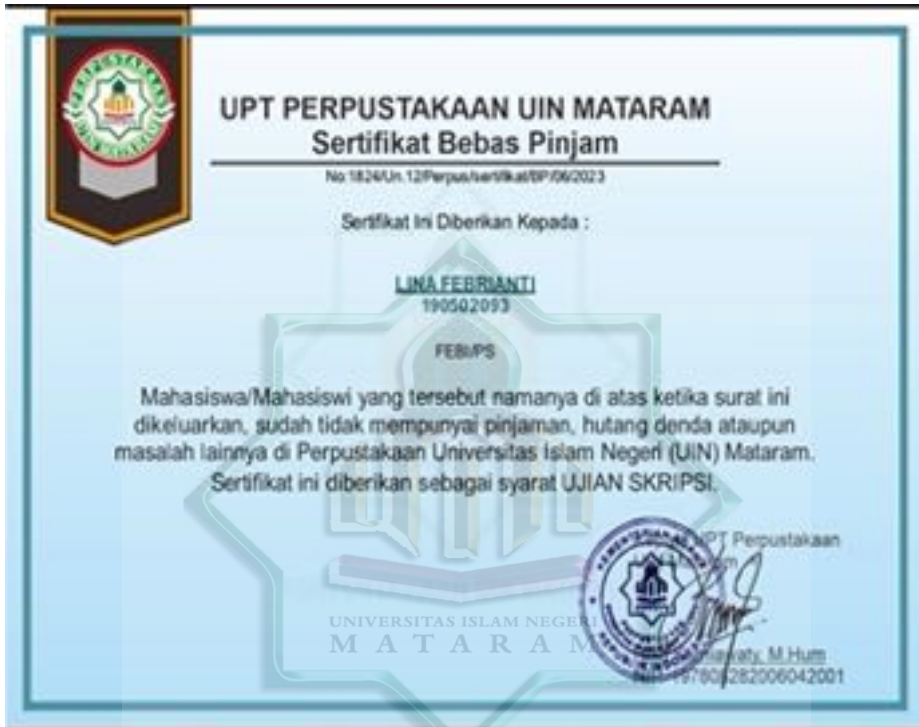 UPT PERPUSTAKAAN UIN MATARAM
Sertifikat Bebas Pinjam
No:1824/Un.12/Perpus/sertifikat/BP/06/2023
Sertifikat Ini Diberikan Kepada :
LINA FEBRIANTI
190502093
FEBI/PS
Mahasiswa/Mahasiswi yang tersebut namanya di atas ketika surat ini
dikeluarkan, sudah tidak mempunyai pinjaman, hutang denda ataupun
masalah lainnya di Perpustakaan Universitas Islam Negeri (UIN) Mataram.
Sertifikat ini diberikan sebagai syarat UJIAN SKRIPSI.
UPT Perpustakaan
M.Hum
UNIVERSITAS ISLAM NEGERI
MATARAM